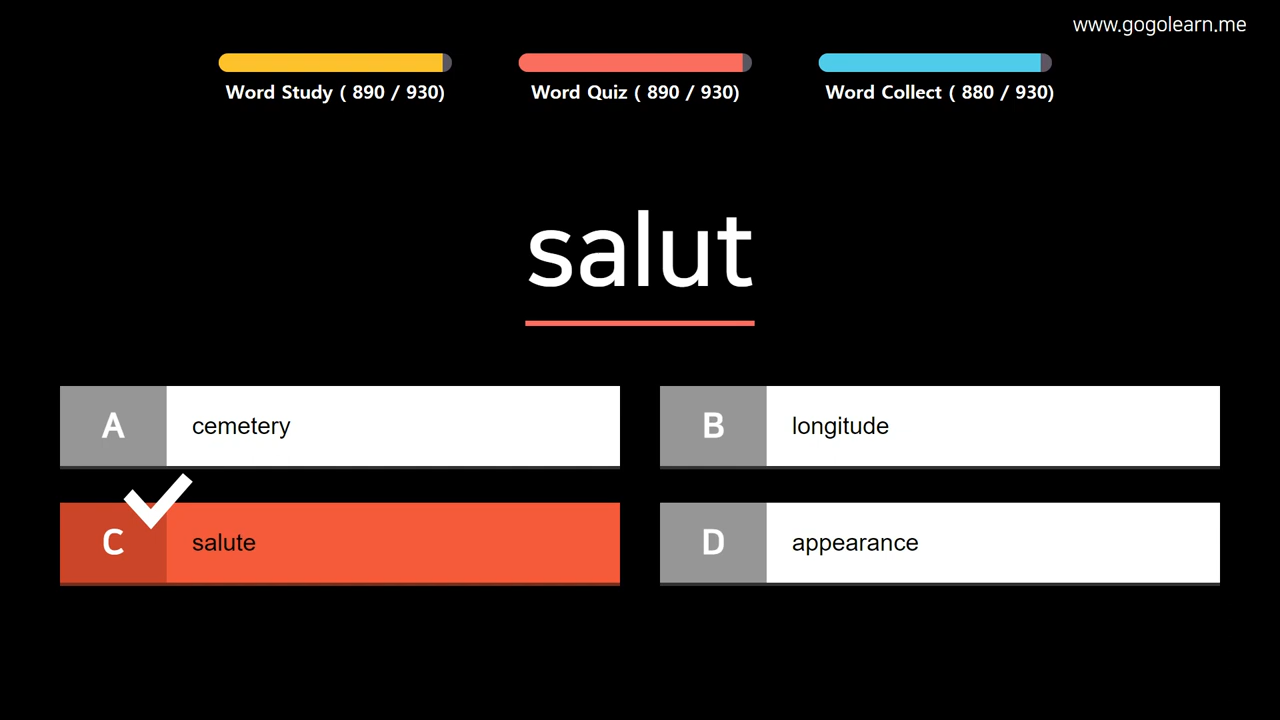 www.gogolearn.me
Word Study ( 890 / 930)
Word Quiz ( 890 / 930)
Word Collect ( 880 / 930)
salut
A cemetery
B longitude
C salute
D appearance